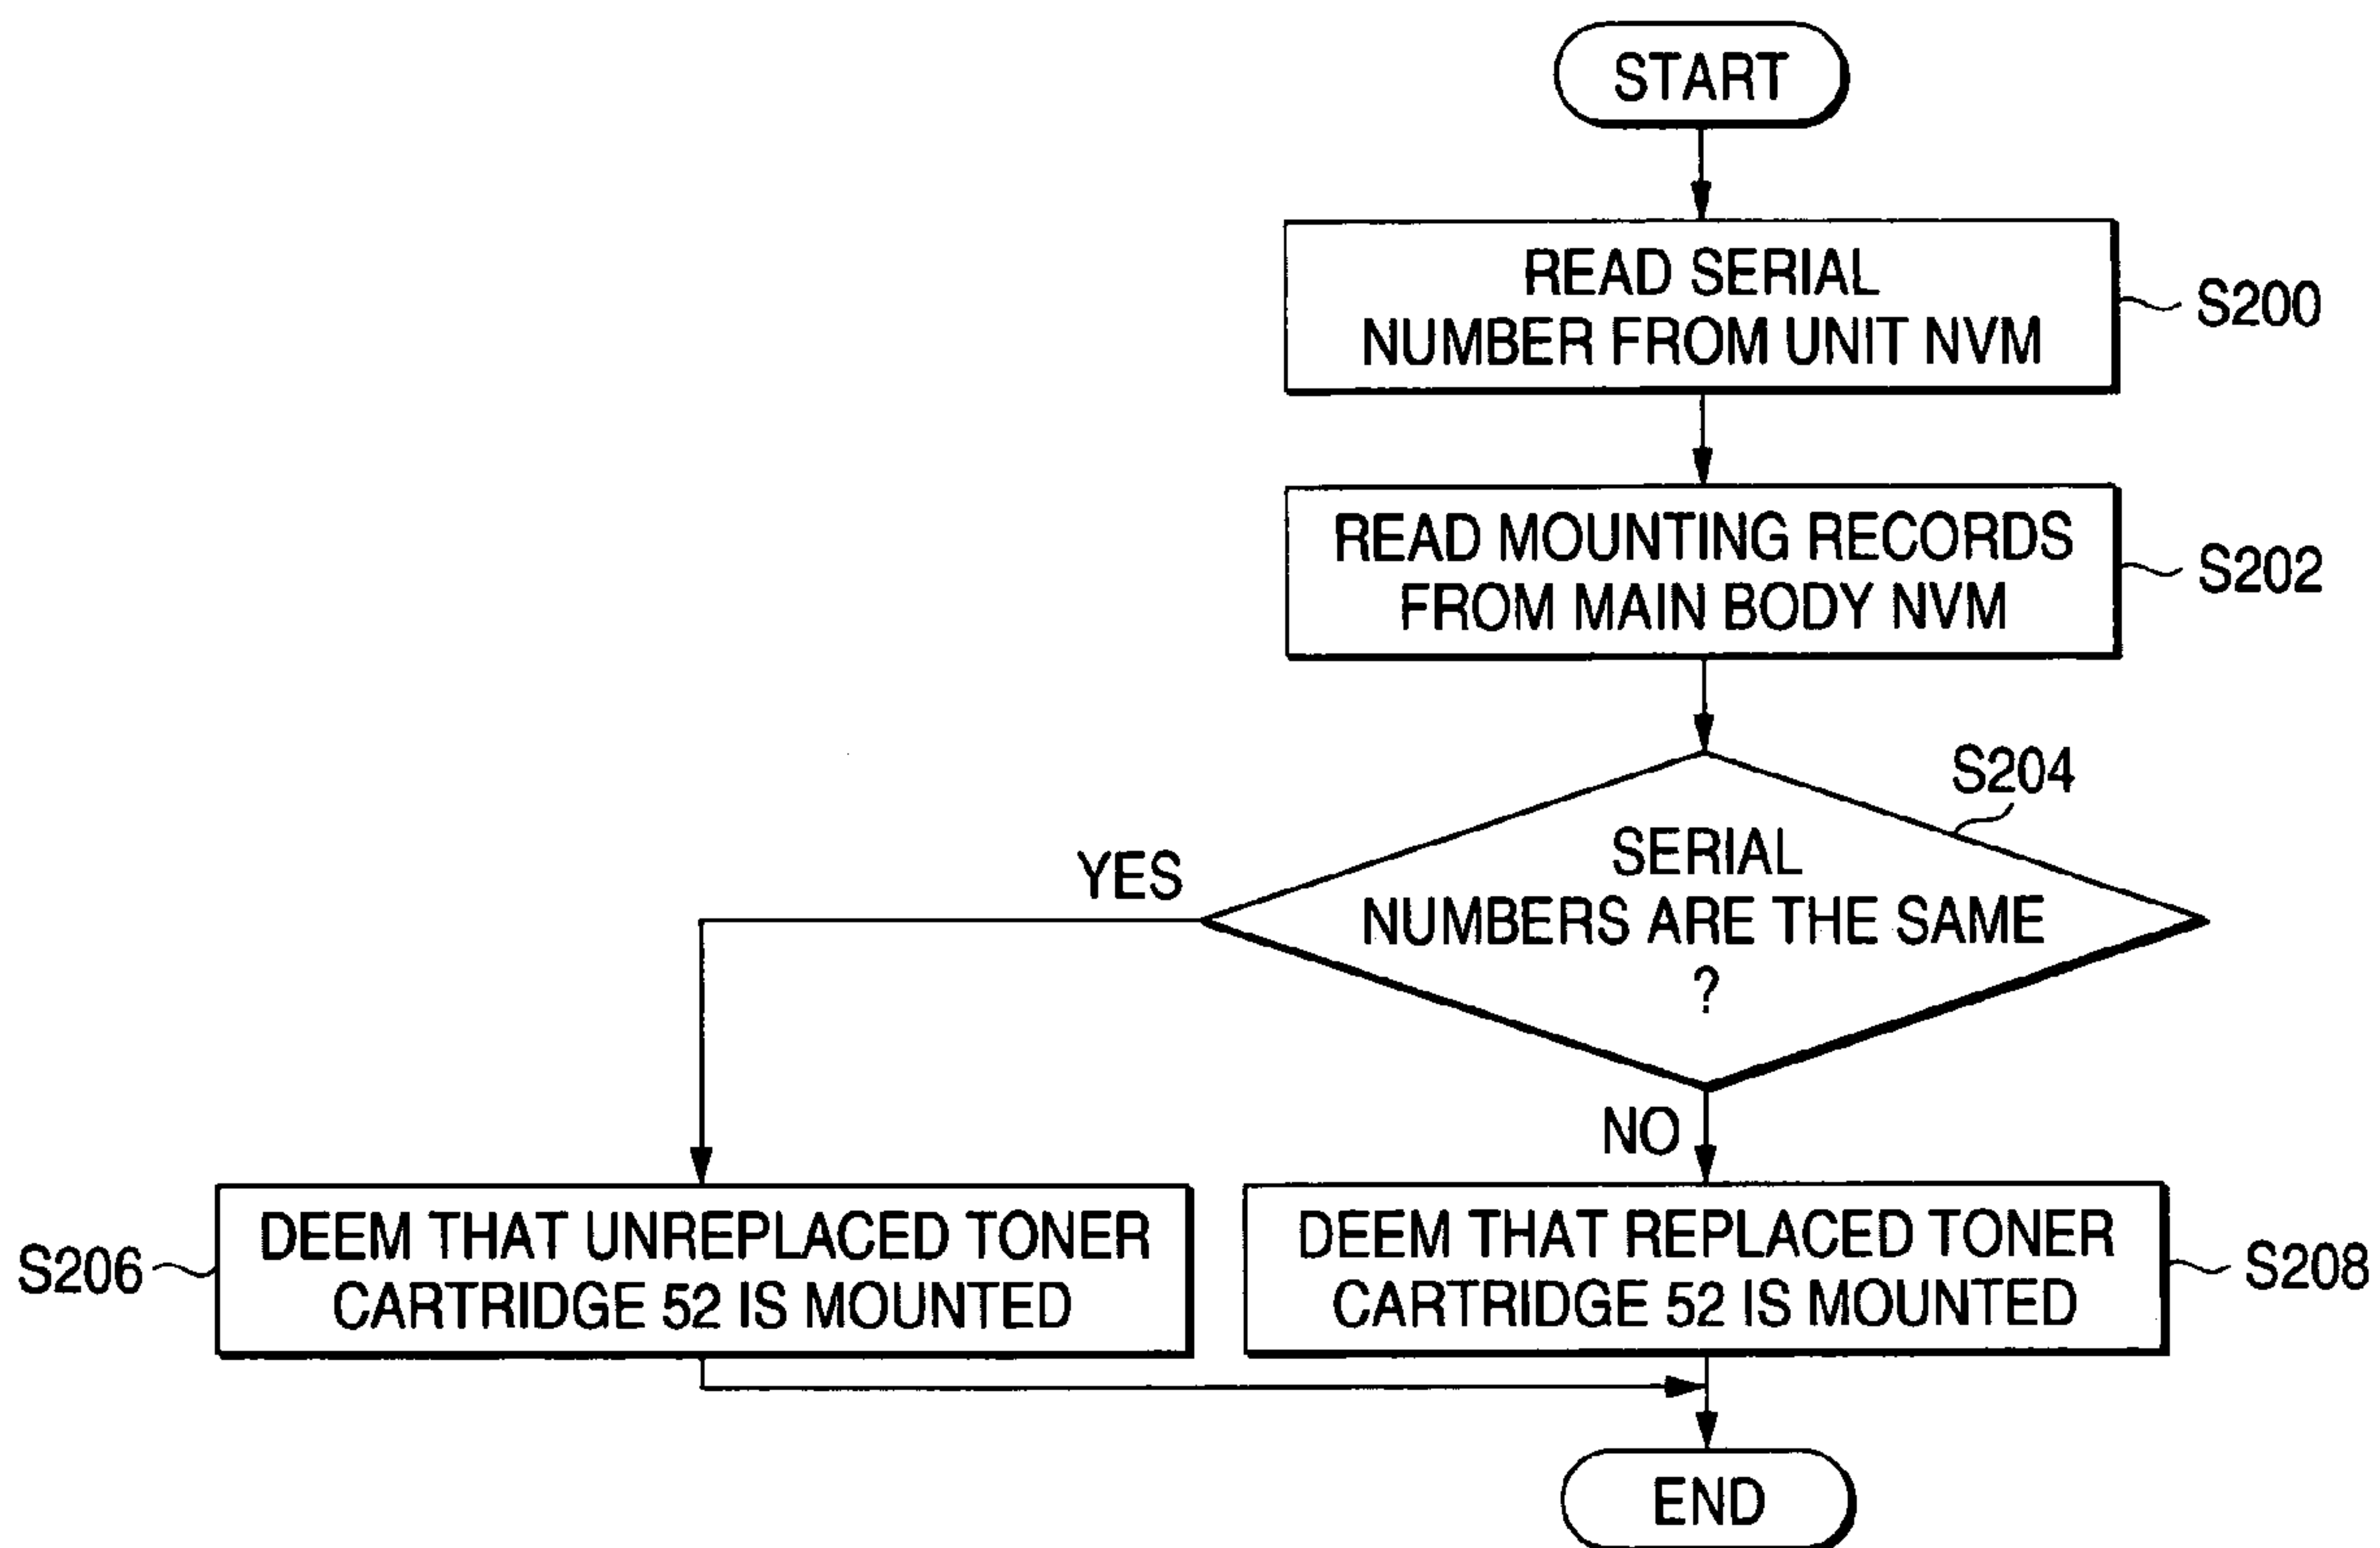 START
READ SERIAL
NUMBER FROM UNIT NVM
S200
READ MOUNTING RECORDS
FROM MAIN BODY NVM
S202
S204
SERIAL
NUMBERS ARE THE SAME
?
YES
NO
S206
DEEM THAT UNREPLACED TONER
CARTRIDGE 52 IS MOUNTED
DEEM THAT REPLACED TONER
CARTRIDGE 52 IS MOUNTED
S208
END